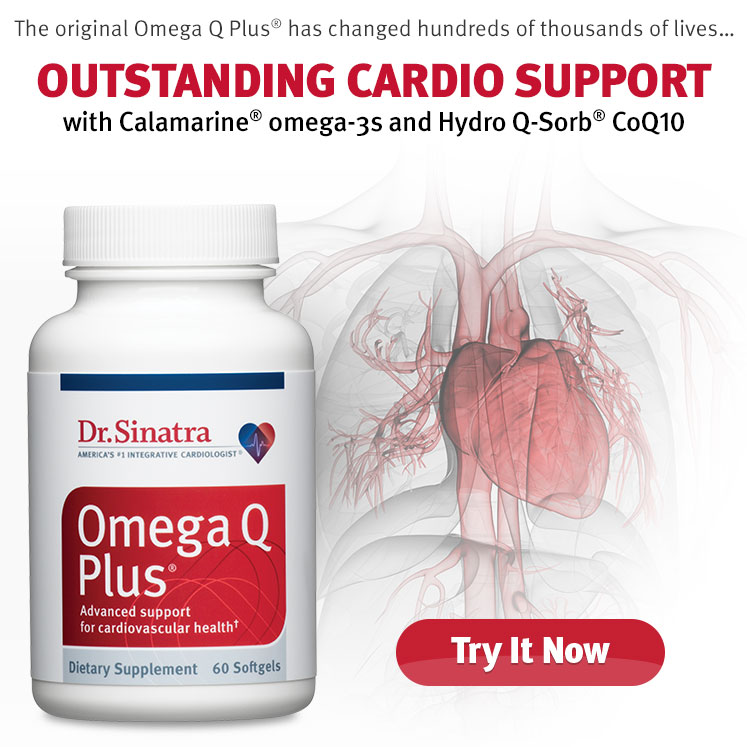 The original Omega Q Plus® has changed hundreds of thousands of lives...
OUTSTANDING CARDIO SUPPORT
with Calamarine® omega-3s and Hydro Q-Sorb® CoQ10
Dr. Sinatra
AMERICA'S #1 INTEGRATIVE CARDIOLOGIST®
Omega Q
Plus®
Advanced support
for cardiovascular health†
Dietary Supplement 60 Softgels
Try It Now